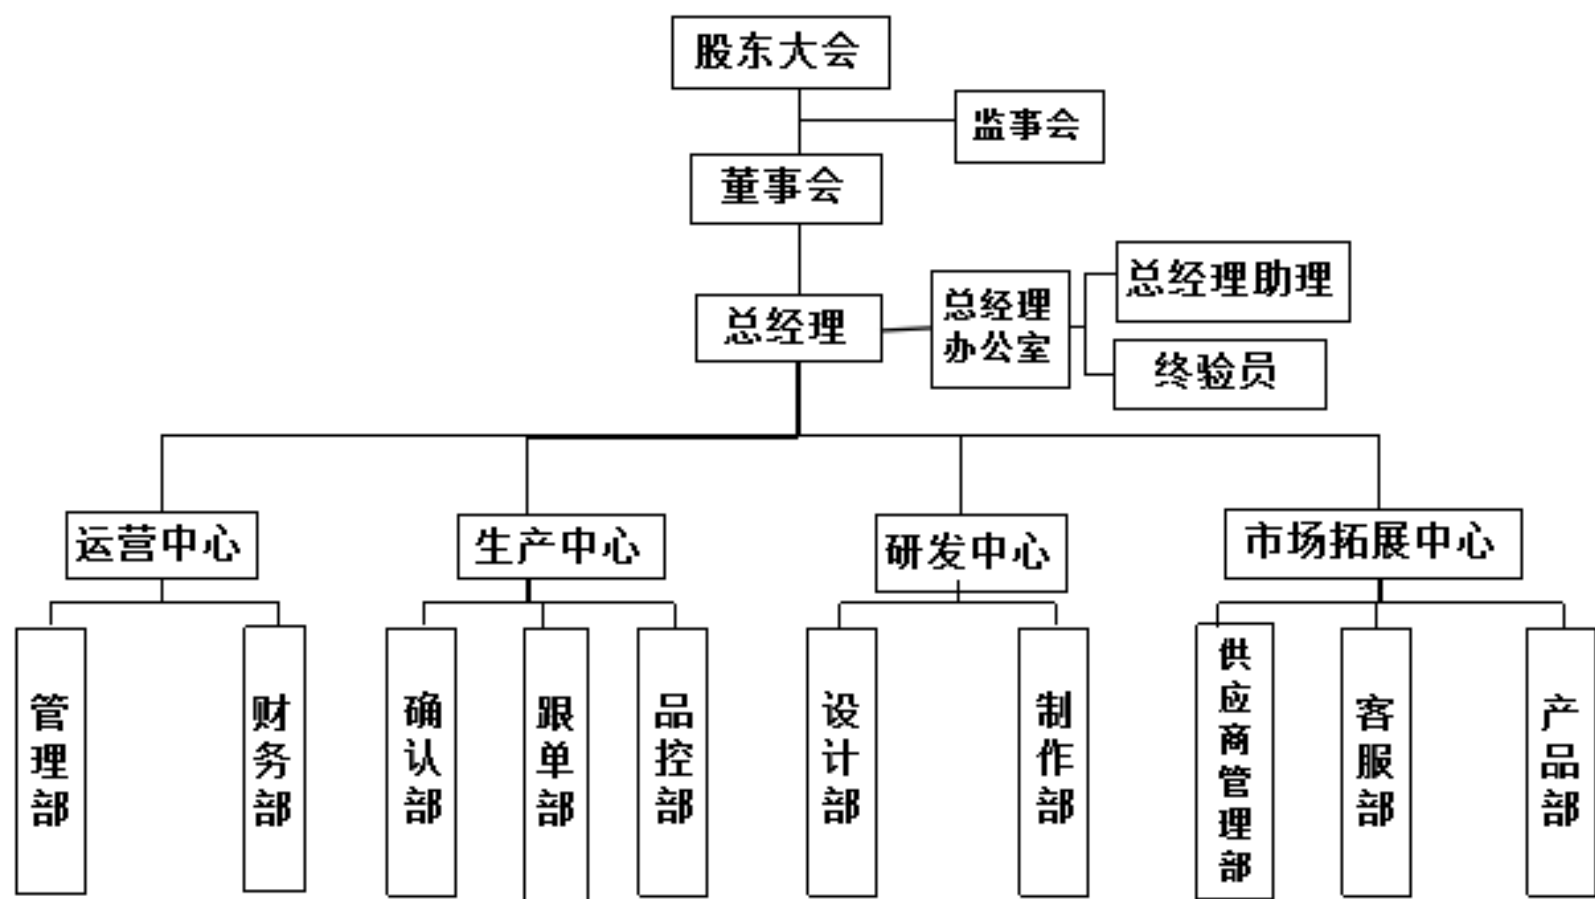 股东大会
监事会
董事会
总经理助理
总经理
总经理
办公室
终验员
运营中心
生产中心
研发中心
市场拓展中心
管理部
财务部
确认部
跟单部
品控部
设计部
制作部
供应商管理部
客服部
产品部